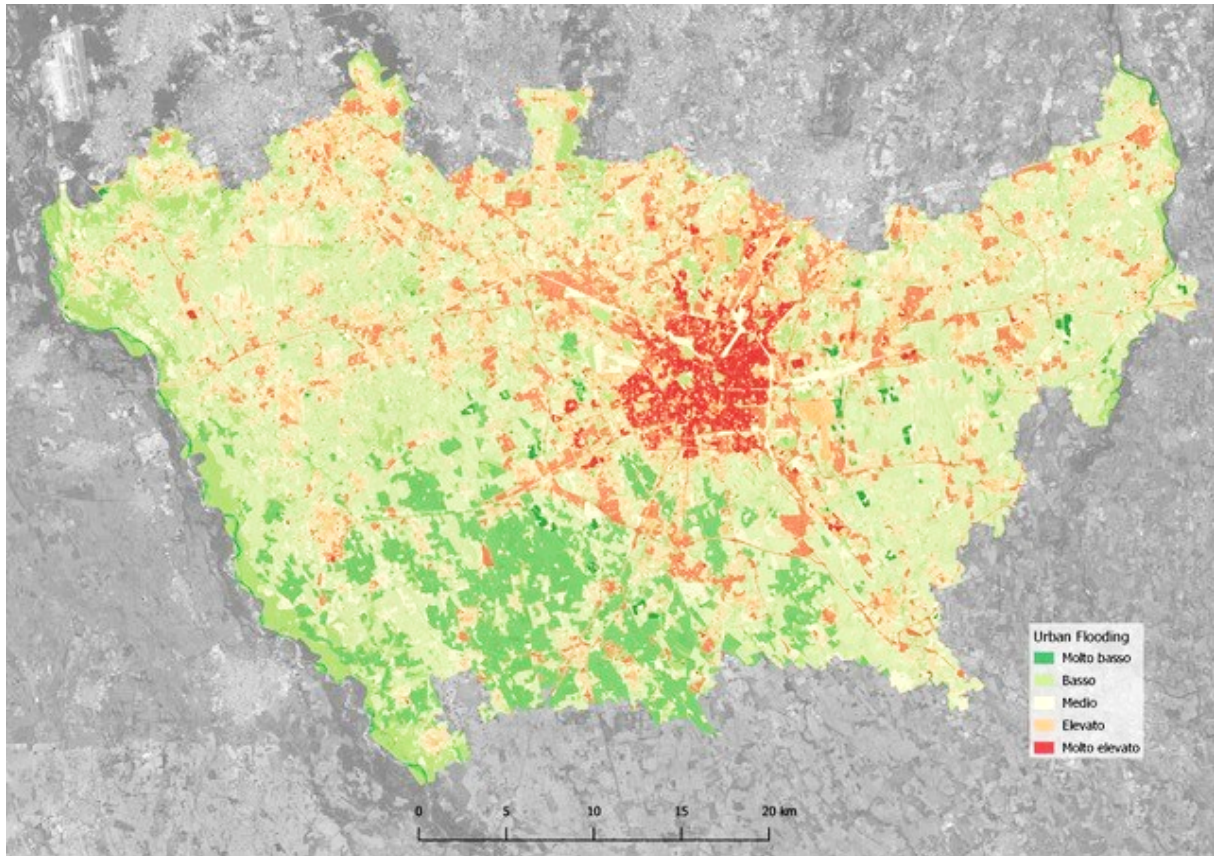 Urban Flooding
Molto basso
Basso
Medio
Elevato
Molto elevato
0 5 10 15 20 km